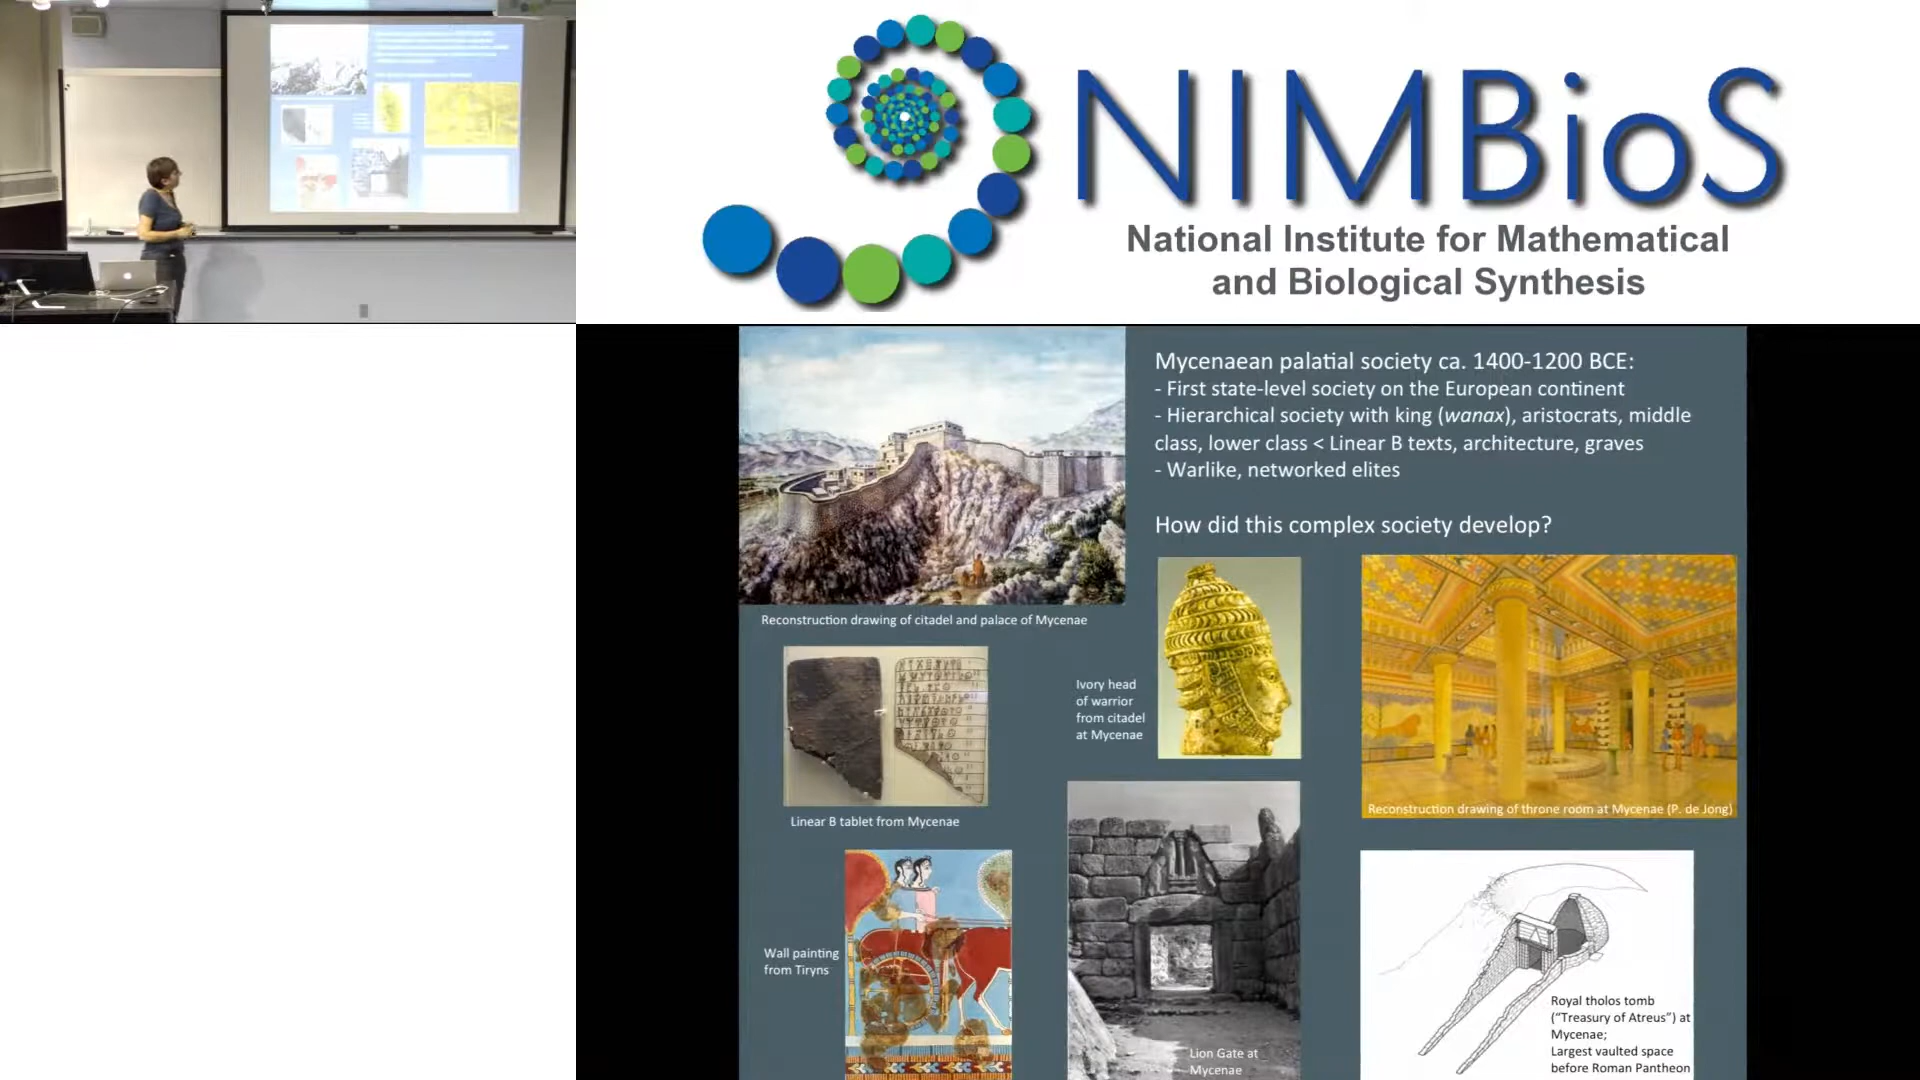 NIMBioS
National Institute for Mathematical
and Biological Synthesis
Mycenaean palatial society ca. 1400-1200 BCE:
- First state-level society on the European continent
- Hierarchical society with king (wanax), aristocrats, middle
class, lower class < Linear B texts, architecture, graves
- Warlike, networked elites
How did this complex society develop?
Reconstruction drawing of citadel and palace of Mycenae
Ivory head
of warrior
from citadel
at Mycenae
Reconstruction drawing of throne room at Mycenae (P. de Jong)
Linear B tablet from Mycenae
Wall painting
from Tiryns
Lion Gate at
Mycenae
Royal tholos tomb
(“Treasury of Atreus”) at
Mycenae;
Largest vaulted space
before Roman Pantheon